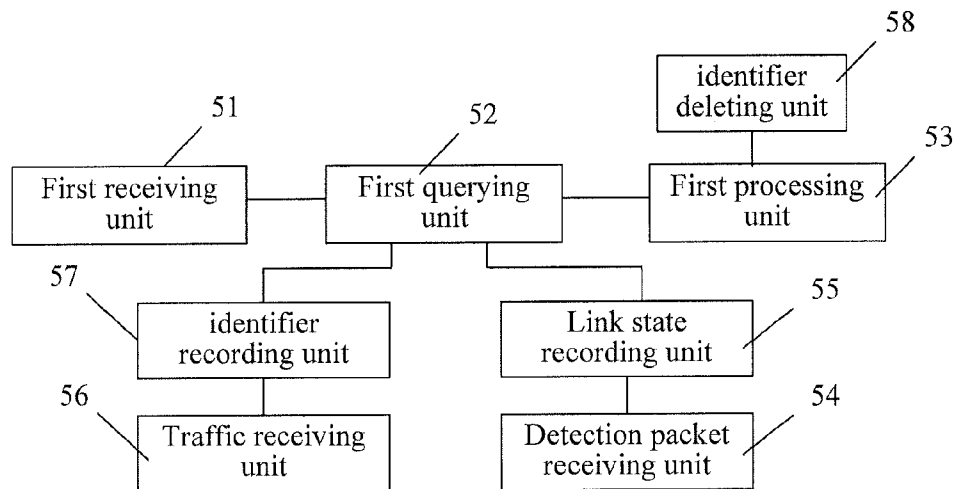 58
identifier
deleting unit
51
52
53
First receiving
unit
First querying
unit
First processing
unit
57
identifier
recording unit
55
Link state
recording unit
56
Traffic receiving
unit
54
Detection packet
receiving unit